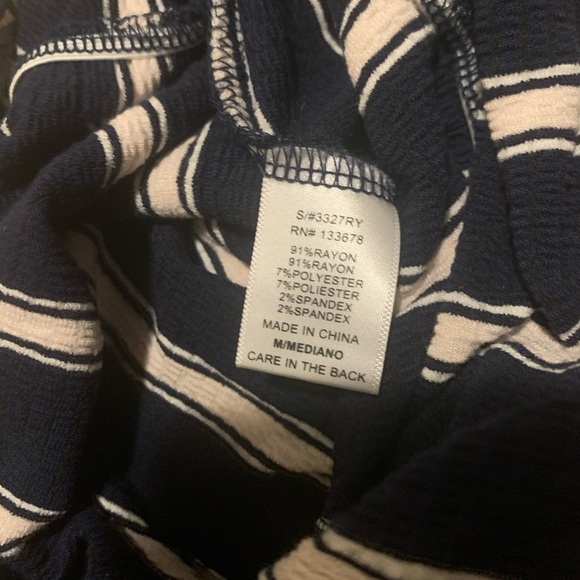 S/#3327RY
RN# 133678
91%RAYON
91%RAYON
7%POLYESTER
7%POLIESTER
2%SPANDEX
2%SPANDEX
MADE IN CHINA
M/MEDIANO
CARE IN THE BACK